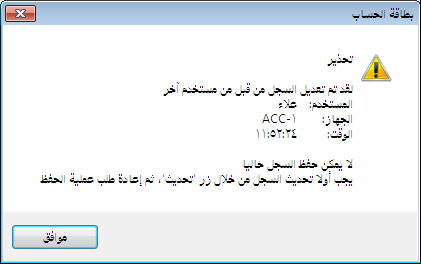 بطاقة الحساب
تحذير
لقد تم تعديل السجل من قبل من مستخدم آخر
المستخدم: علاء
الجهاز: ACC-١
الوقت: ١١:٥٢:٢٤
لا يمكن حفظ السجل حاليا
يجب أولا تحديث السجل من خلال زر 'تحديث'، ثم إعادة طلب عملية الحفظ
موافق